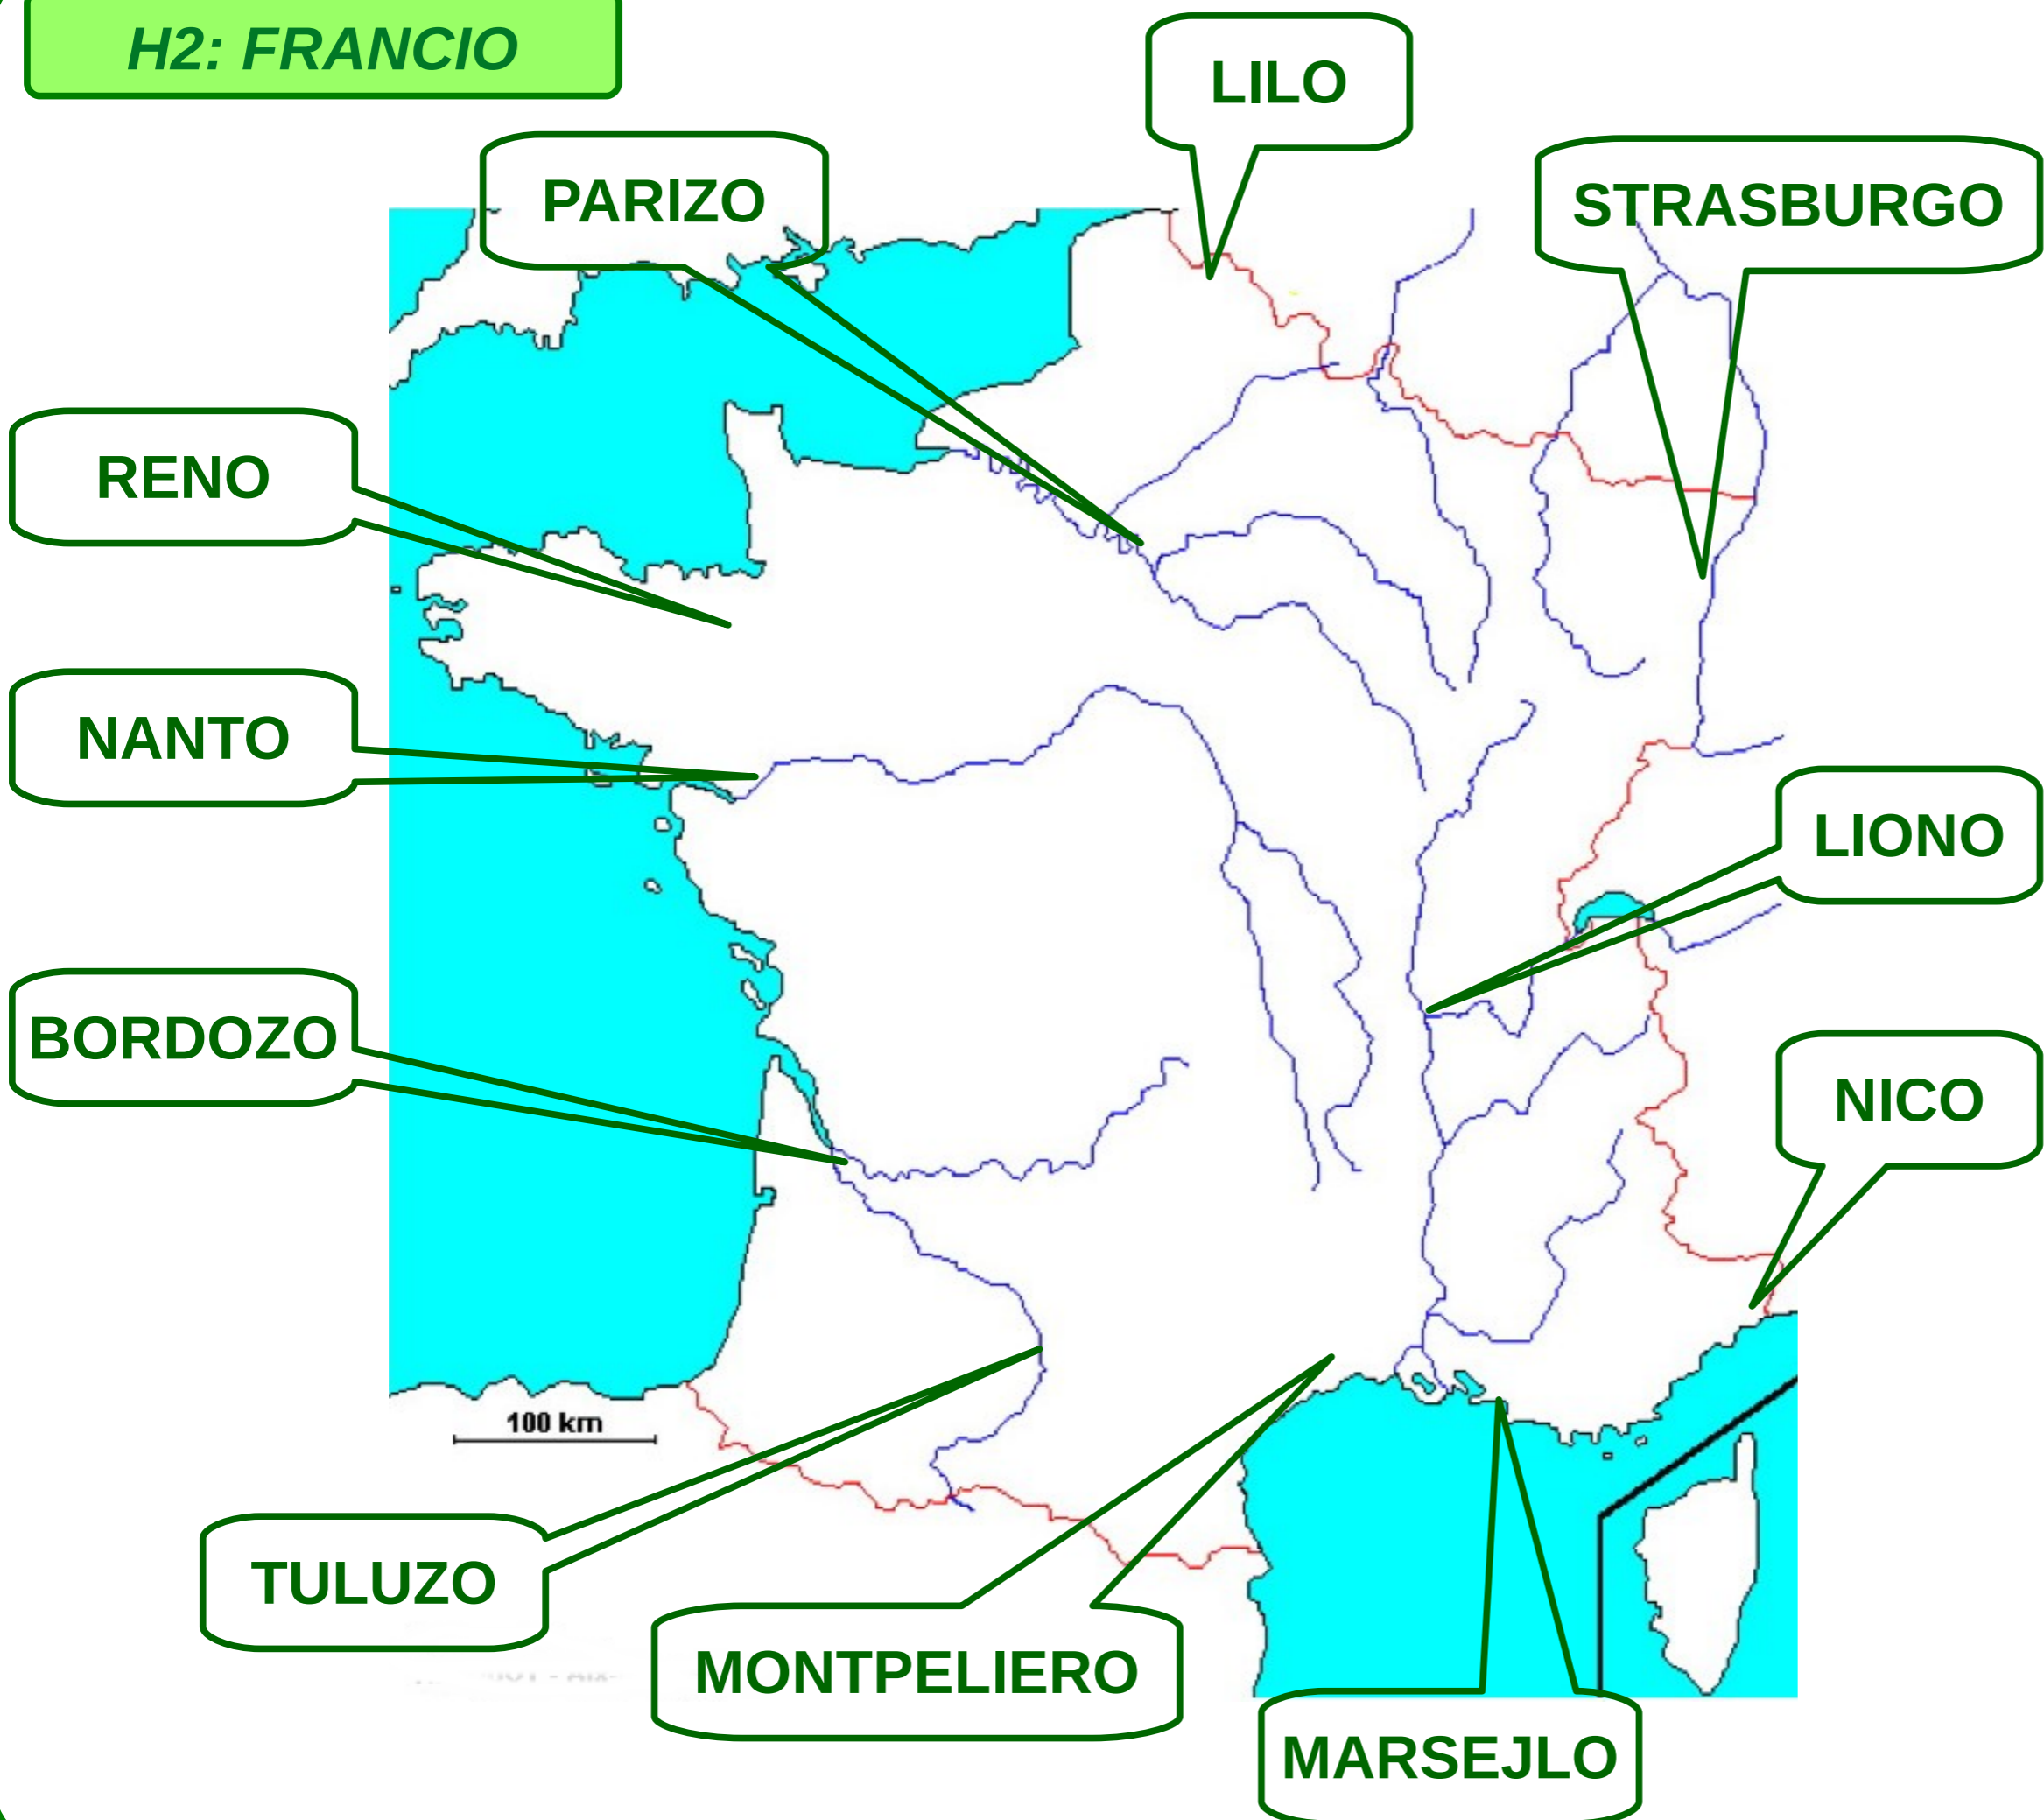 H2: FRANCIO
LILO
PARIZO
STRASBURGO
RENO
NANTO
LIONO
BORDOZO
NICO
100 km
TULUZO
MONTPELIERO
MARSEJLO